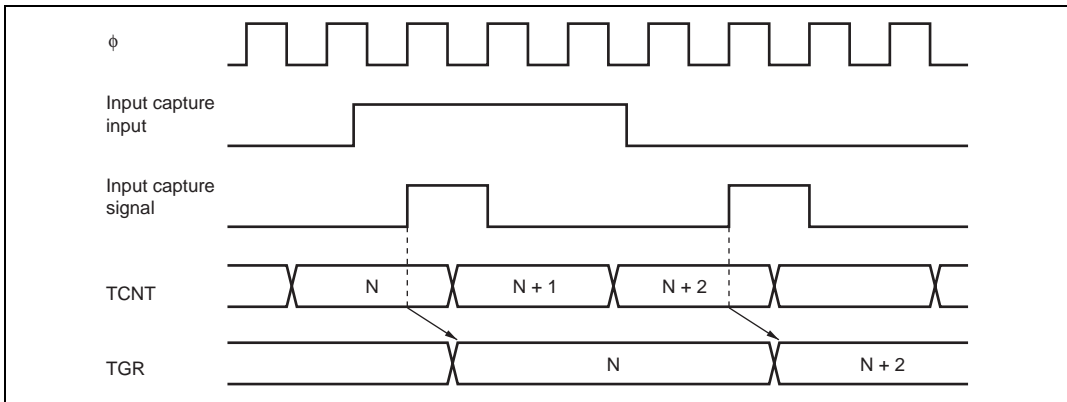 ϕ
Input capture
input
Input capture
signal
TCNT
N
N + 1
N + 2
TGR
N
N + 2